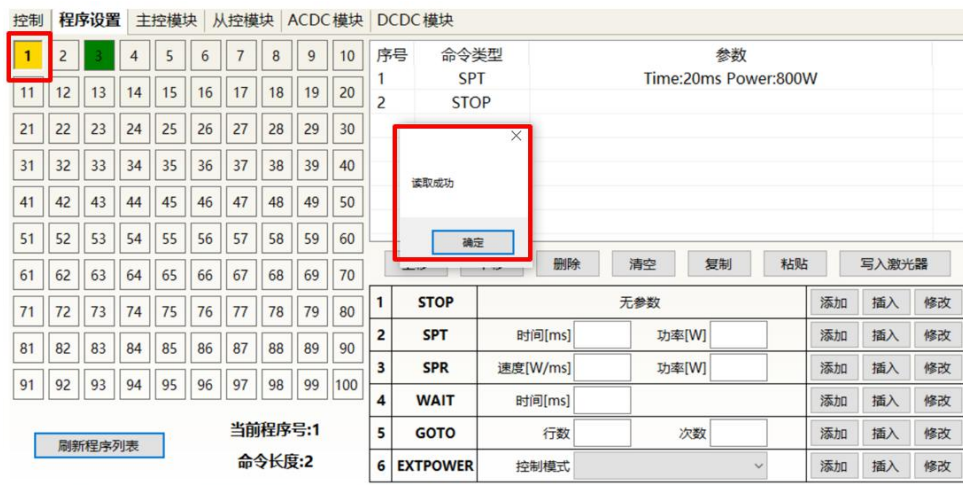 控制 程序设置 主控模块 从控模块 ACDC模块 DCDC模块
1 2 3 4 5 6 7 8 9 10
11 12 13 14 15 16 17 18 19 20
21 22 23 24 25 26 27 28 29 30
31 32 33 34 35 36 37 38 39 40
41 42 43 44 45 46 47 48 49 50
51 52 53 54 55 56 57 58 59 60
61 62 63 64 65 66 67 68 69 70
71 72 73 74 75 76 77 78 79 80
81 82 83 84 85 86 87 88 89 90
91 92 93 94 95 96 97 98 99 100
刷新程序列表
当前程序号:1
命令长度:2
序号 命令类型 参数
1 SPT Time:20ms Power:800W
2 STOP
读取成功
确定
删除 清空 复制 粘贴 写入激光器
1 STOP 无参数 添加 插入 修改
2 SPT 时间[ms] 功率[W] 添加 插入 修改
3 SPR 速度[W/ms] 功率[W] 添加 插入 修改
4 WAIT 时间[ms] 添加 插入 修改
5 GOTO 行数 次数 添加 插入 修改
6 EXTPOWER 控制模式 添加 插入 修改